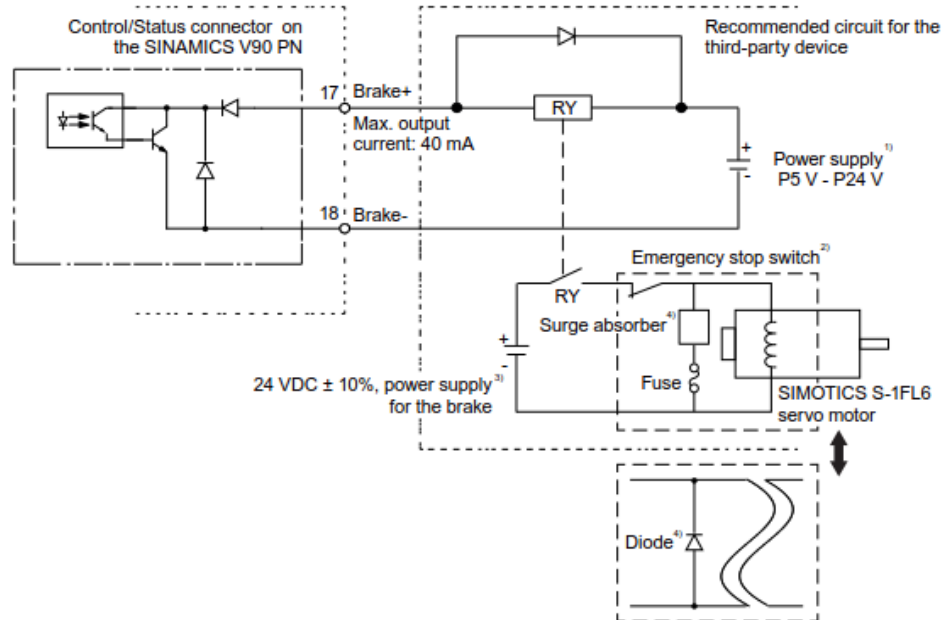 Control/Status connector on
the SINAMICS V90 PN
Recommended circuit for the
third-party device
17 Brake+
Max. output
current: 40 mA
RY
+
-
Power supply¹⁾
P5 V - P24 V
18 Brake-
Emergency stop switch²⁾
RY
Surge absorber⁴⁾
+
-
24 VDC ± 10%, power supply³⁾
for the brake
Fuse
SIMOTICS S-1FL6
servo motor
Diode⁴⁾